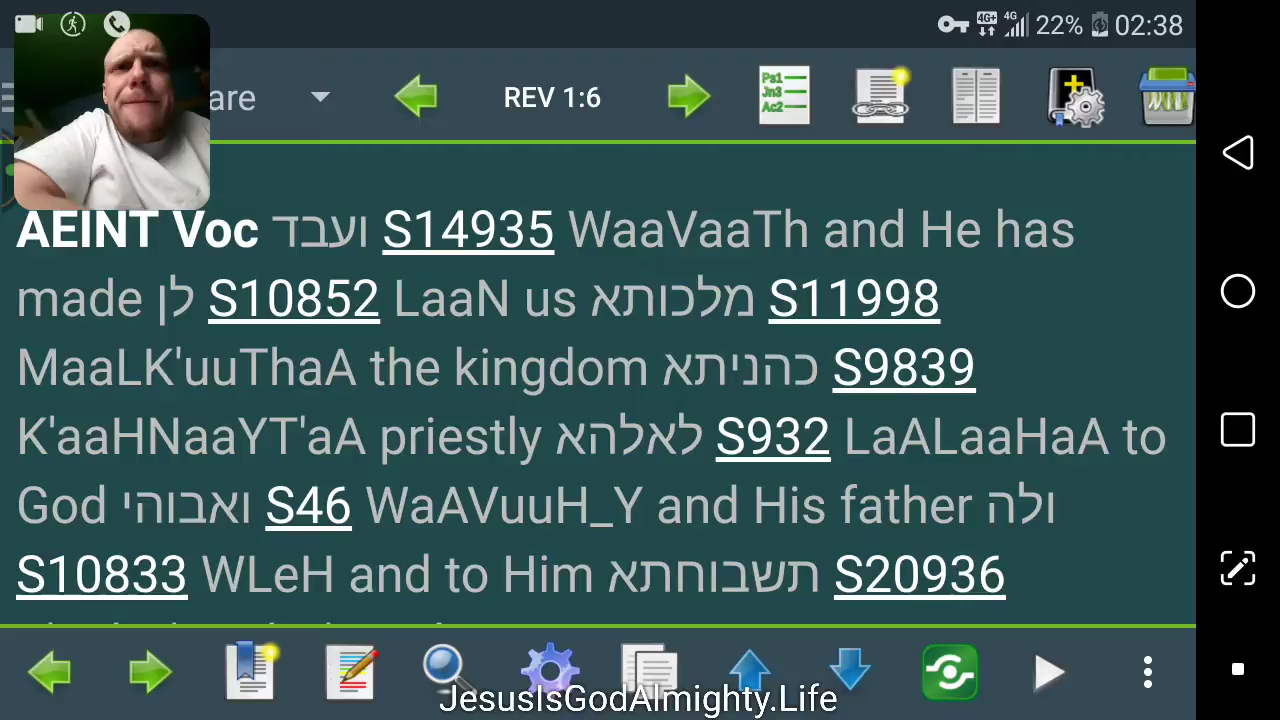 22% 02:38
are REV 1:6
AEINT Voc ועבד S14935 WaaVaaTh and He has
made לן S10852 LaaN us מלכותא S11998
MaaLK'uuThaA the kingdom כהניתא S9839
K'aaHNaaYT'aA priestly לאלהא S932 LaALaaHaA to
God ואבוהי S46 WaAVuuH_Y and His father ולה
S10833 WLeH and to Him תשבוחתא S20936
JesusIsGodAlmighty.Life